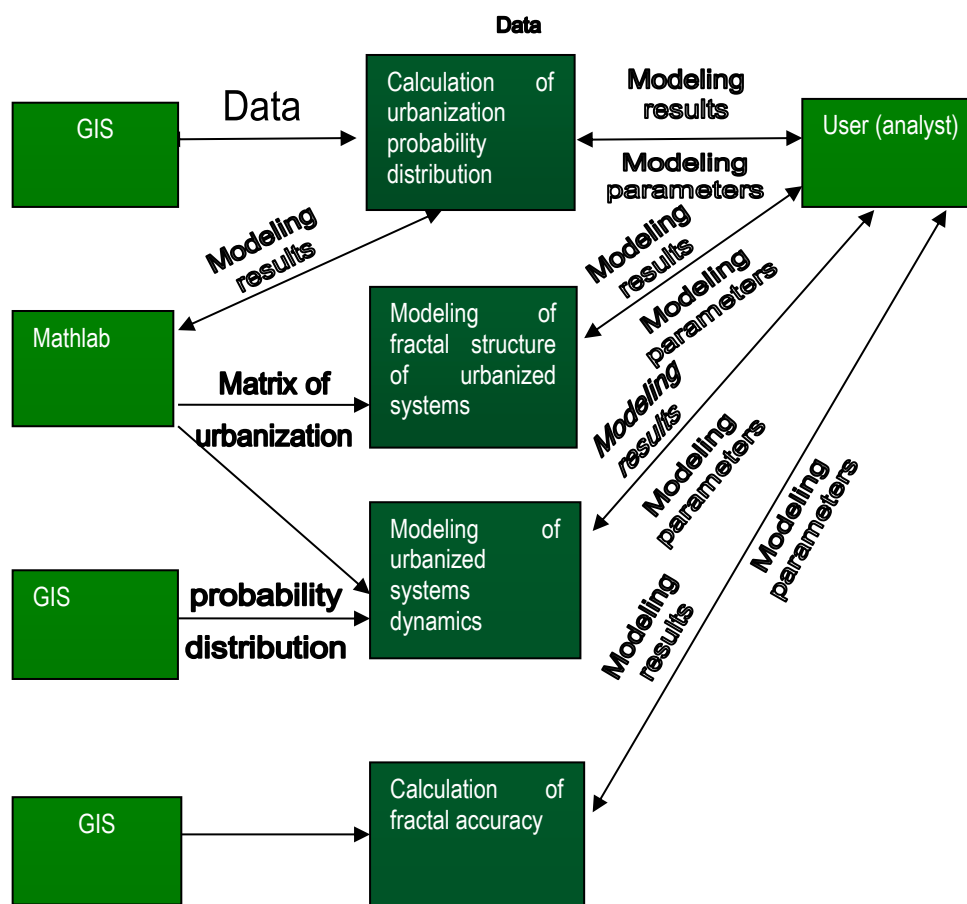 Data
GIS
Data
Calculation of
urbanization
probability
distribution
Modeling
results
Modeling
parameters
User (analyst)
Modeling
results
Modeling
results
Modeling
parameters
Mathlab
Matrix of
urbanization
Modeling of
fractal structure
of urbanized
systems
Modeling
results
Modeling
parameters
GIS
probability
distribution
Modeling of
urbanized
systems
dynamics
Modeling
results
Modeling
parameters
GIS
Calculation of
fractal accuracy